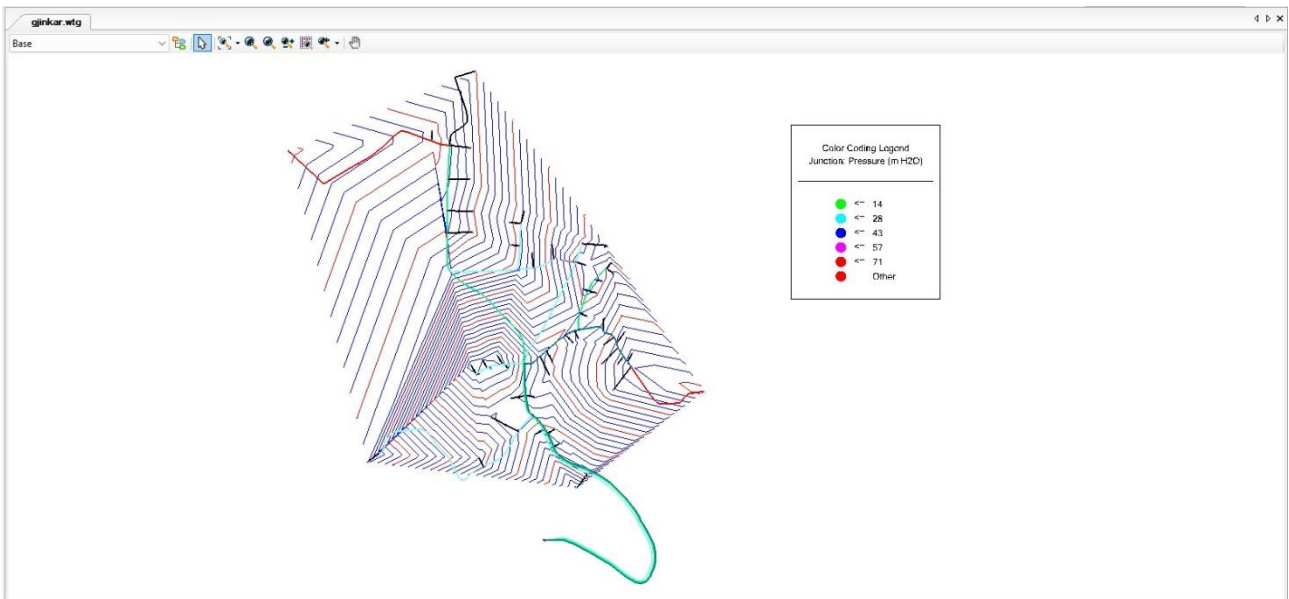 gjinkar.wtg
Base
Color Coding Legend
Junction: Pressure (m H2O)
<= 14
<= 28
<= 43
<= 57
<= 71
Other